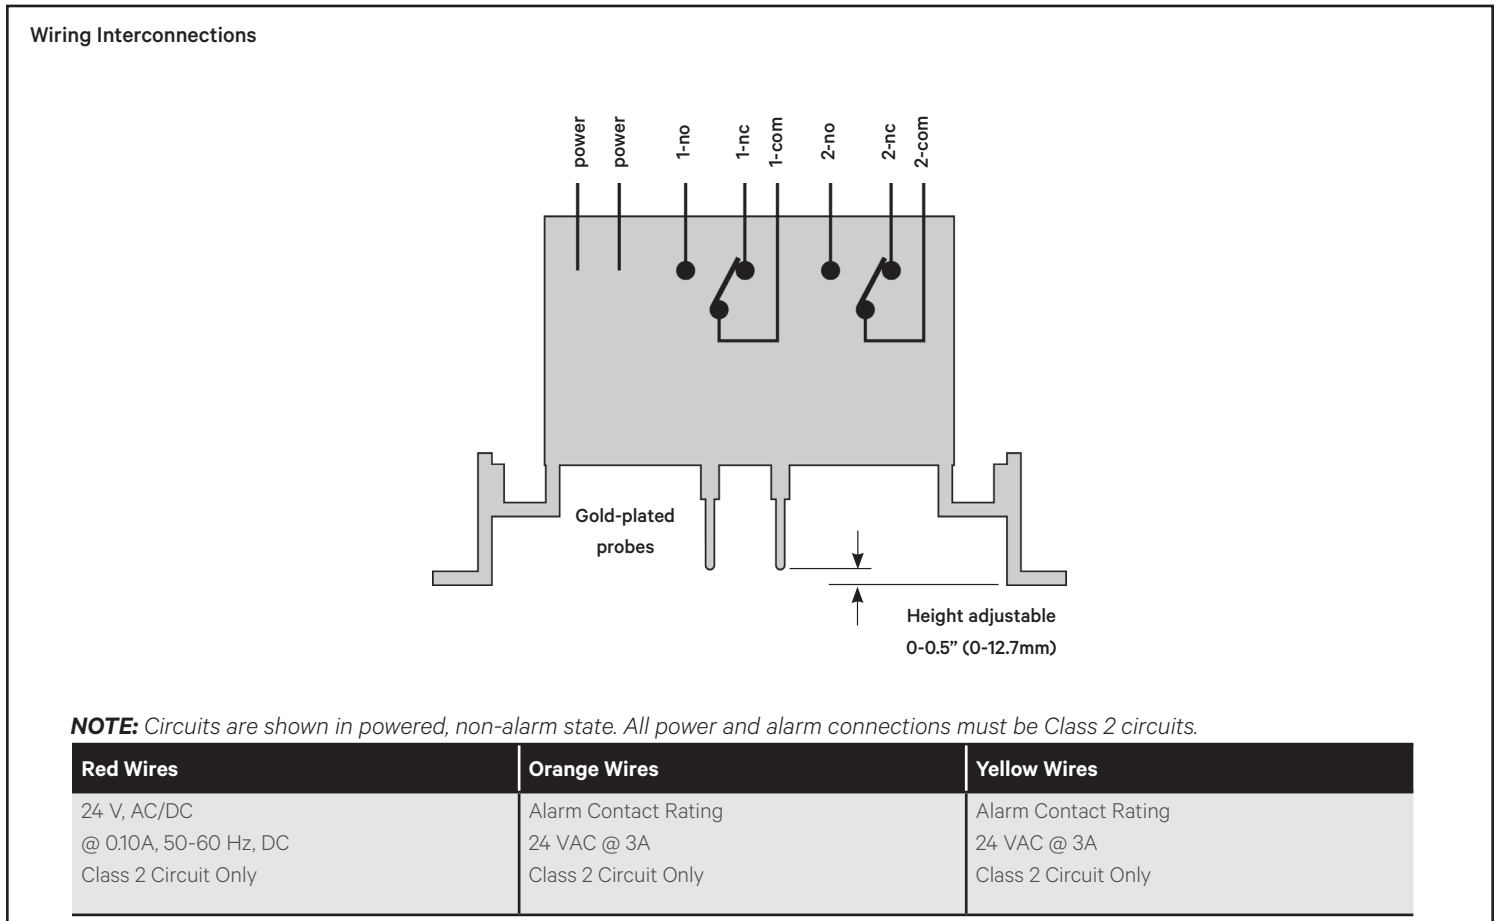 Wiring Interconnections
power
power
1-no
1-nc
1-com
2-no
2-nc
2-com
Gold-plated
probes
Height adjustable
0-0.5” (0-12.7mm)
NOTE: Circuits are shown in powered, non-alarm state. All power and alarm connections must be Class 2 circuits.
Red Wires
Orange Wires
Yellow Wires
24 V, AC/DC
@ 0.10A, 50-60 Hz, DC
Class 2 Circuit Only
Alarm Contact Rating
24 VAC @ 3A
Class 2 Circuit Only
Alarm Contact Rating
24 VAC @ 3A
Class 2 Circuit Only